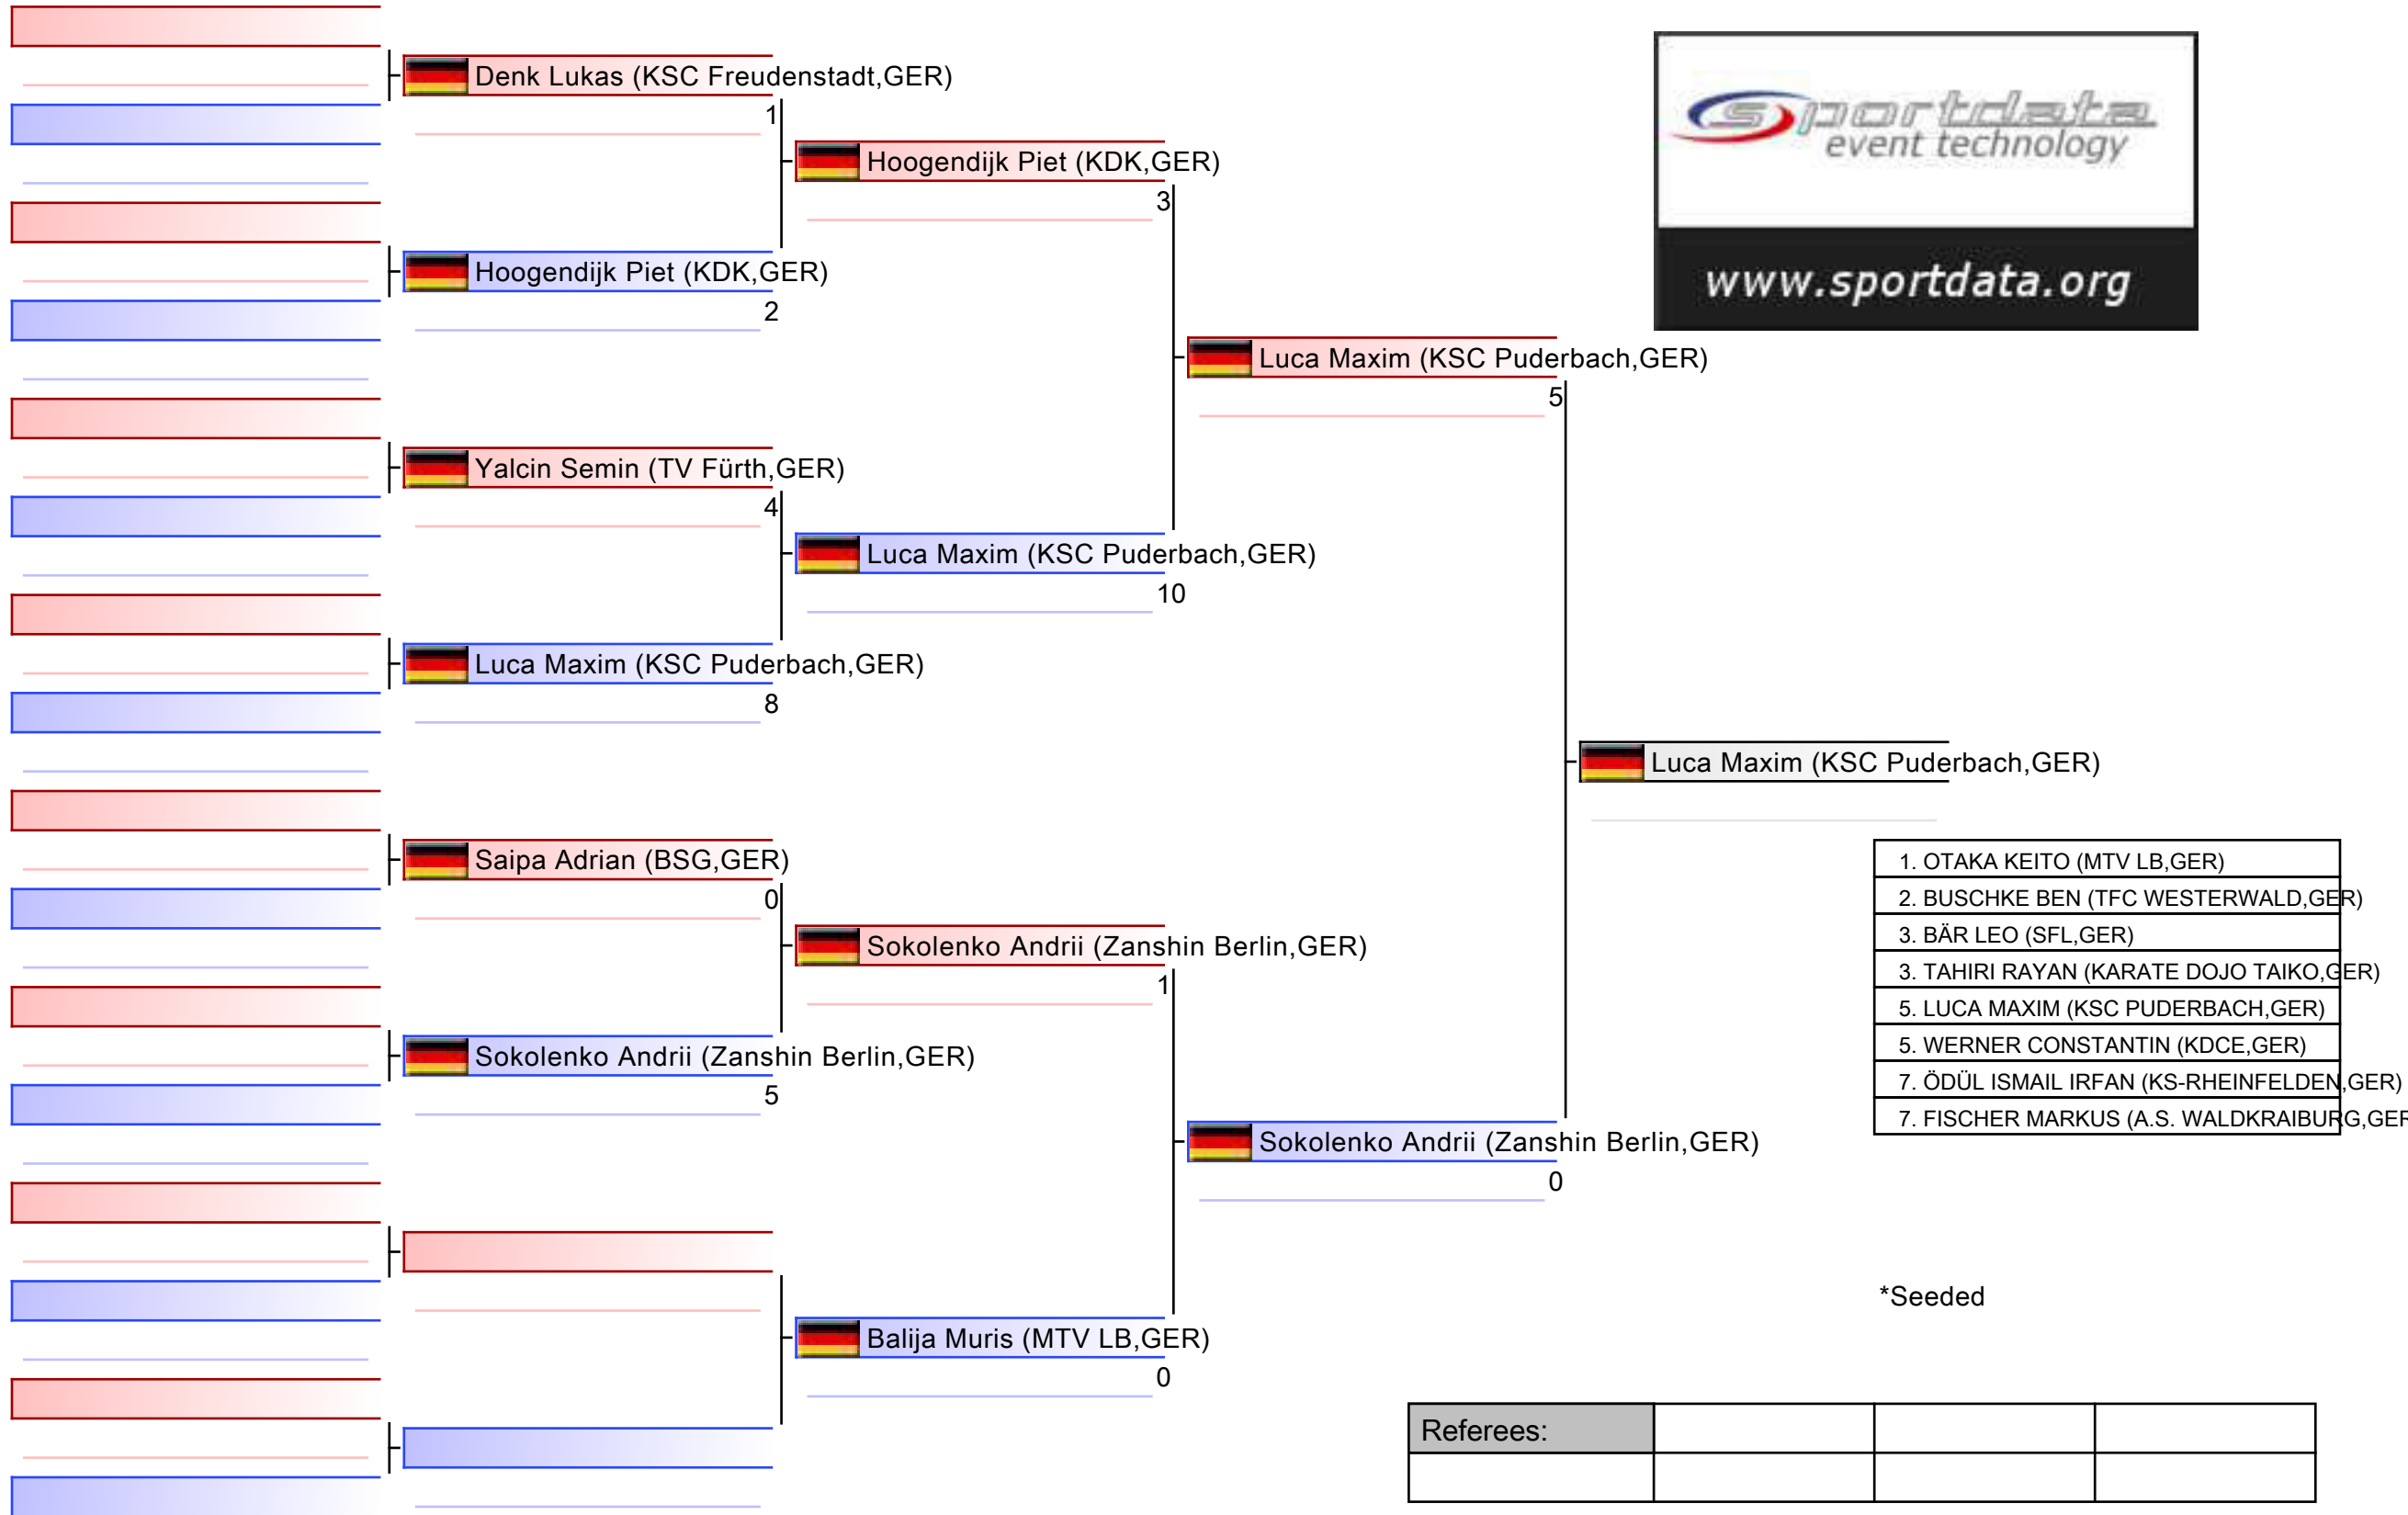 Denk Lukas (KSC Freudenstadt,GER)
1
Hoogendijk Piet (KDK,GER)
3
Hoogendijk Piet (KDK,GER)
2
Luca Maxim (KSC Puderbach,GER)
5
Yalcin Semin (TV Fürth,GER)
4
Luca Maxim (KSC Puderbach,GER)
10
Luca Maxim (KSC Puderbach,GER)
8
Luca Maxim (KSC Puderbach,GER)
Saipa Adrian (BSG,GER)
0
Sokolenko Andrii (Zanshin Berlin,GER)
1
Sokolenko Andrii (Zanshin Berlin,GER)
5
Sokolenko Andrii (Zanshin Berlin,GER)
0
Balija Muris (MTV LB,GER)
0
sportdata
event technology
www.sportdata.org
1. OTAKA KEITO (MTV LB,GER)
2. BUSCHKE BEN (TFC WESTERWALD,GER)
3. BÄR LEO (SFL,GER)
3. TAHIRI RAYAN (KARATE DOJO TAIKO,GER)
5. LUCA MAXIM (KSC PUDERBACH,GER)
5. WERNER CONSTANTIN (KDCE,GER)
7. ÖDÜL ISMAIL IRFAN (KS-RHEINFELDEN,GER)
7. FISCHER MARKUS (A.S. WALDKRAIBURG,GER
*Seeded
Referees: